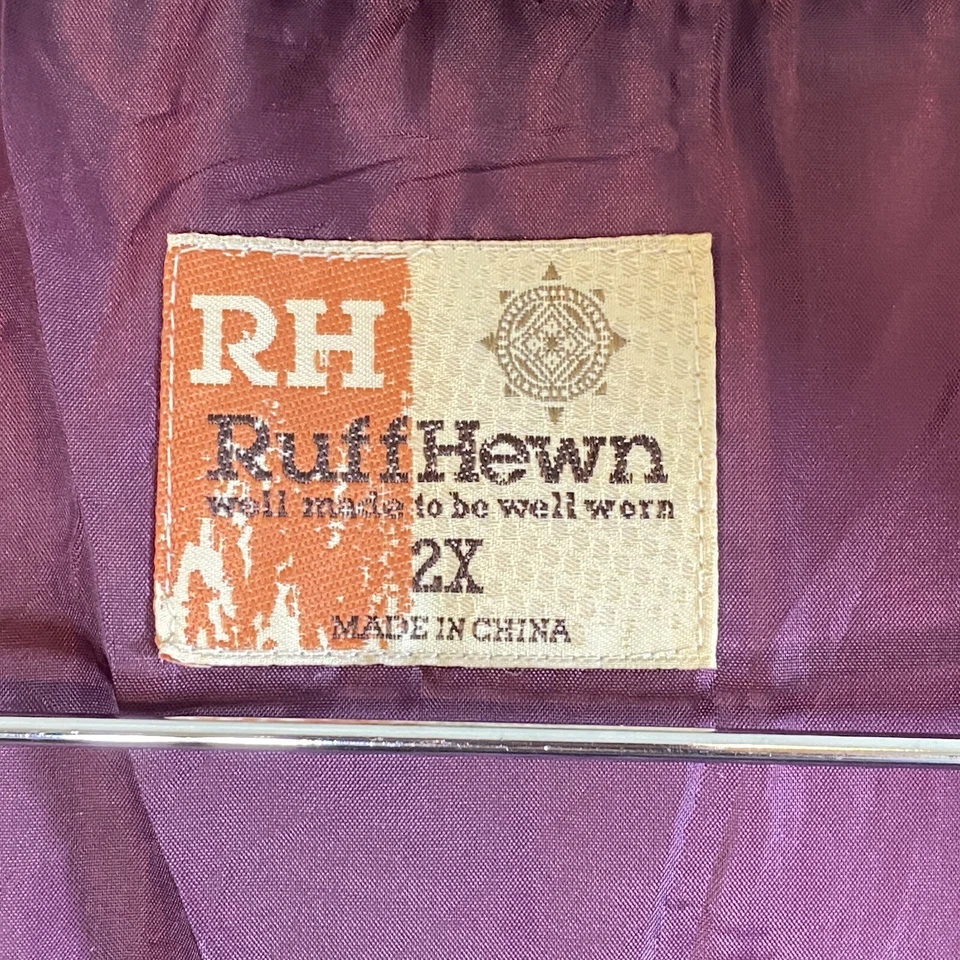 RH
RuffHewn
well made to be well worn
2X
MADE IN CHINA